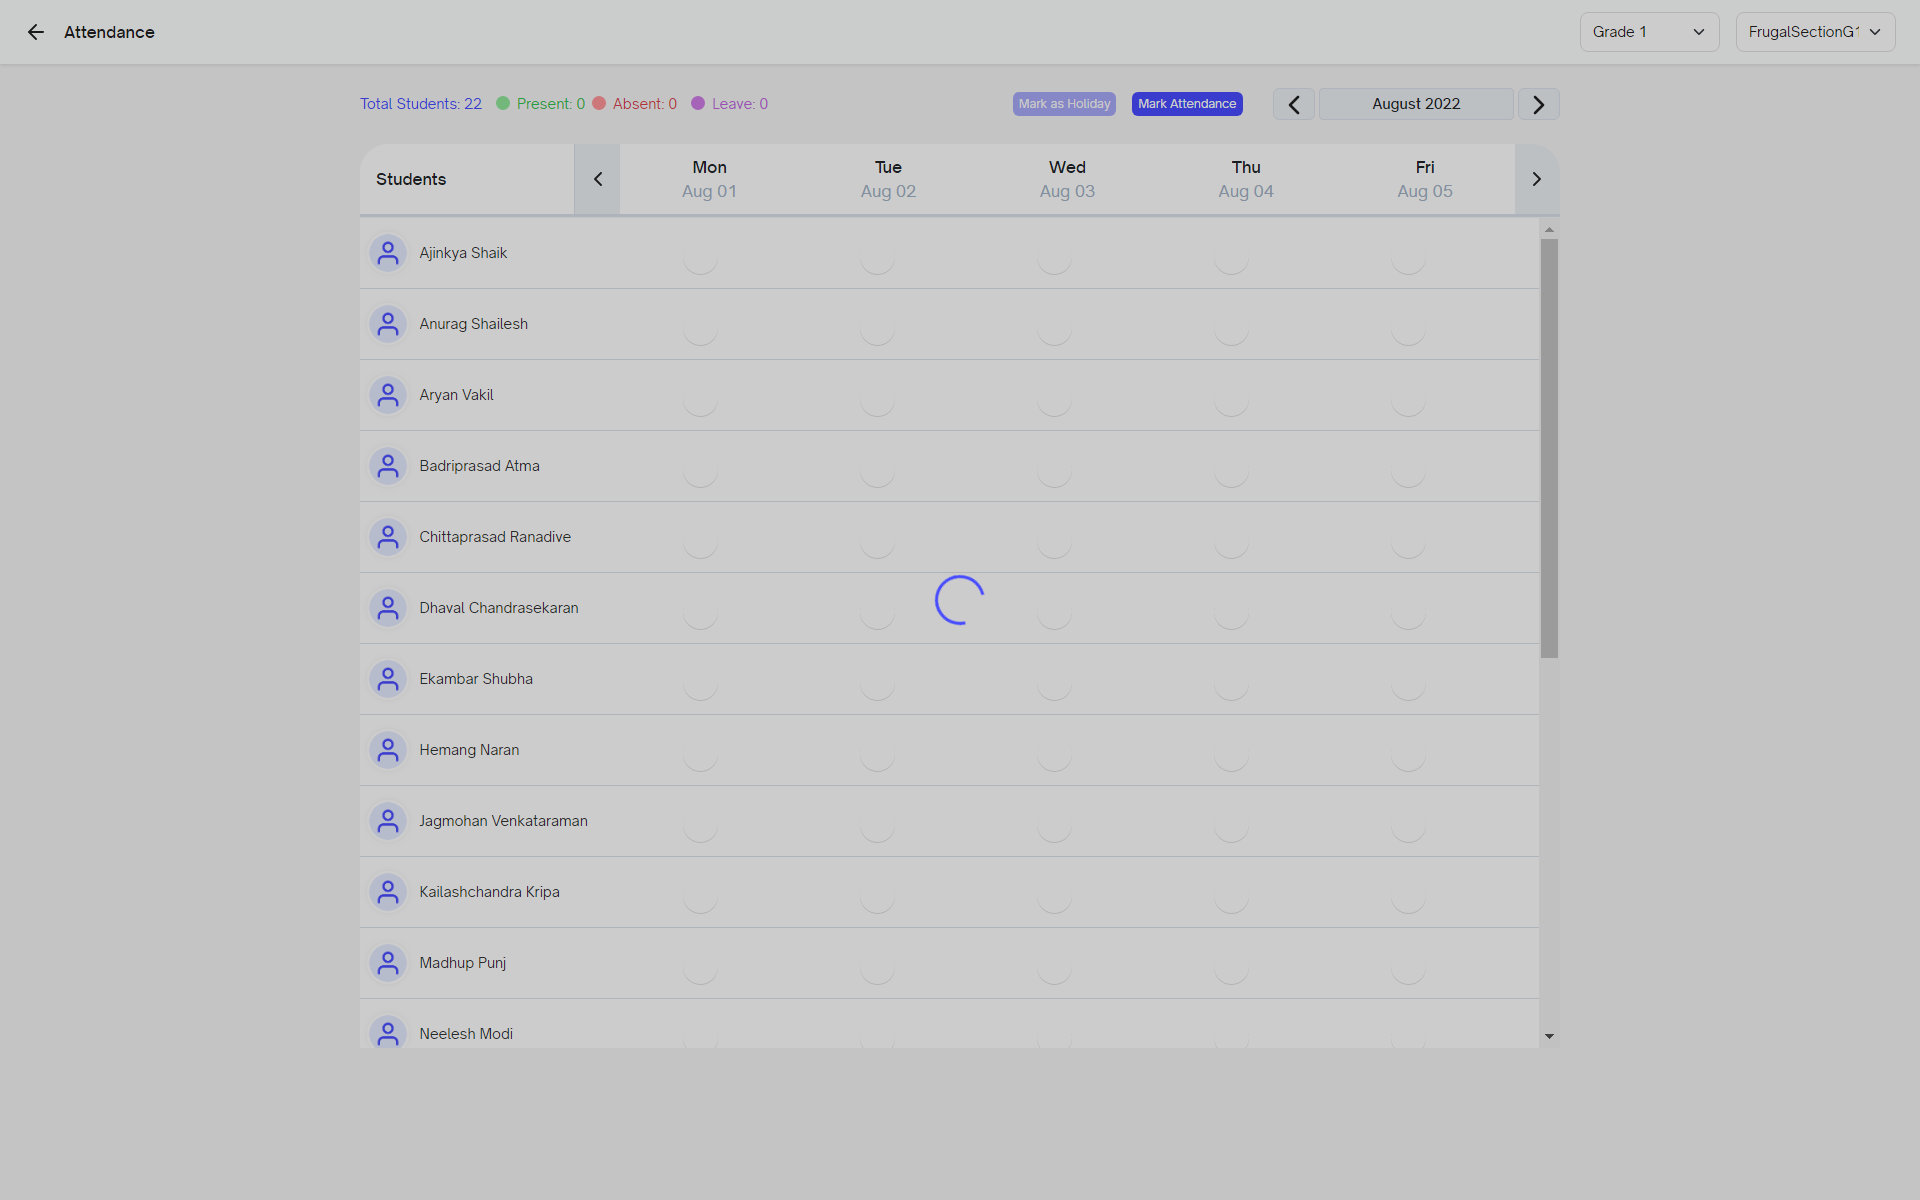 Attendance
Grade 1
FrugalSectionG1
Total Students: 22
Present: 0
Absent: 0
Leave: 0
Mark as Holiday
Mark Attendance
August 2022
Students
Mon
Aug 01
Tue
Aug 02
Wed
Aug 03
Thu
Aug 04
Fri
Aug 05
Ajinkya Shaik
Anurag Shailesh
Aryan Vakil
Badriprasad Atma
Chittaprasad Ranadive
Dhaval Chandrasekaran
Ekambar Shubha
Hemang Naran
Jagmohan Venkataraman
Kailashchandra Kripa
Madhup Punj
Neelesh Modi